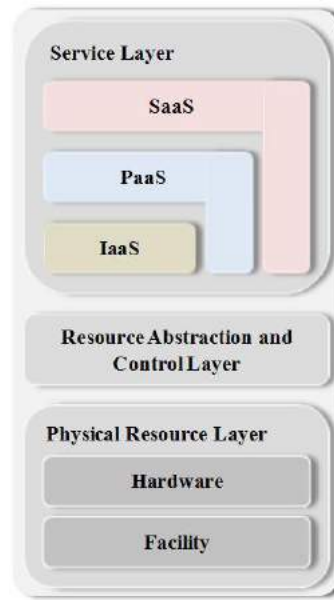 Service Layer
SaaS
PaaS
IaaS
Resource Abstraction and
Control Layer
Physical Resource Layer
Hardware
Facility